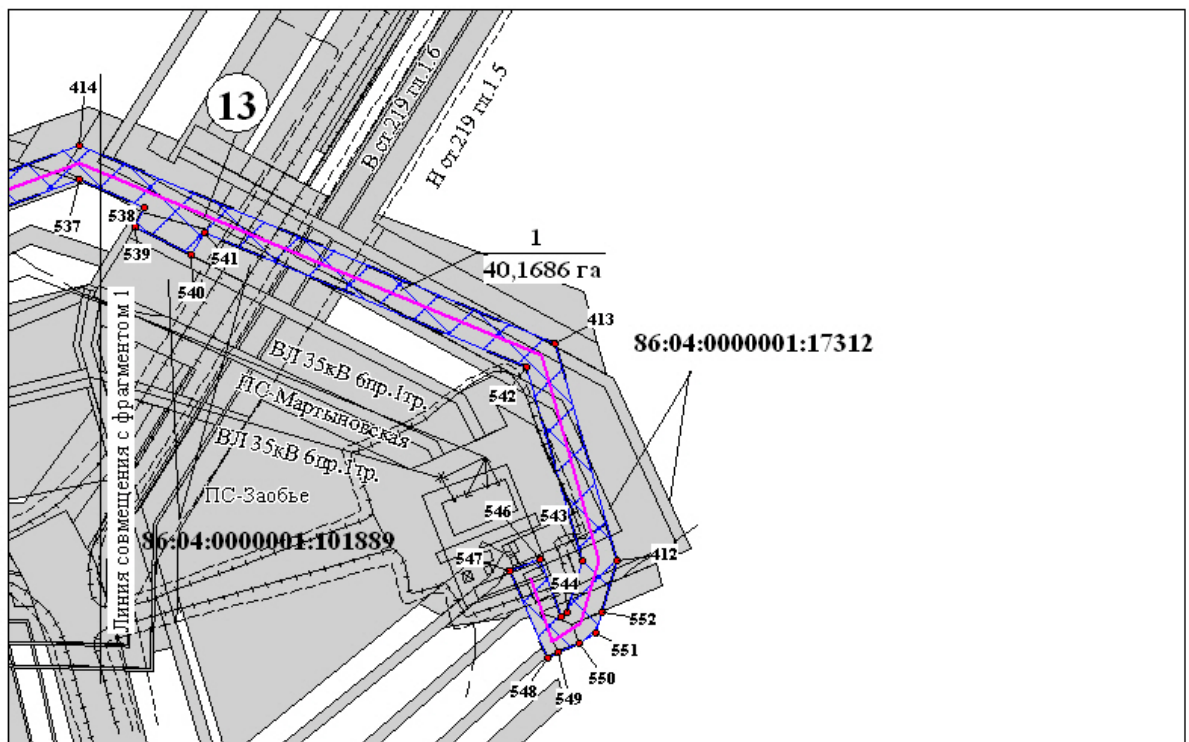 414
13
В ст.219 гл.1.6
Н ст.219 гл.1.5
537
538
539
541
540
1
40,1686 га
413
86:04:0000001:17312
Линия совмещения с фрагментом 1
ВЛ 35кВ 6пр.1тр.
ПС-Мартыновская
ВЛ 35кВ 6пр.1тр.
ПС-Заобье
542
86:04:0000001:101889
546
543
547
544
412
552
551
550
548
549